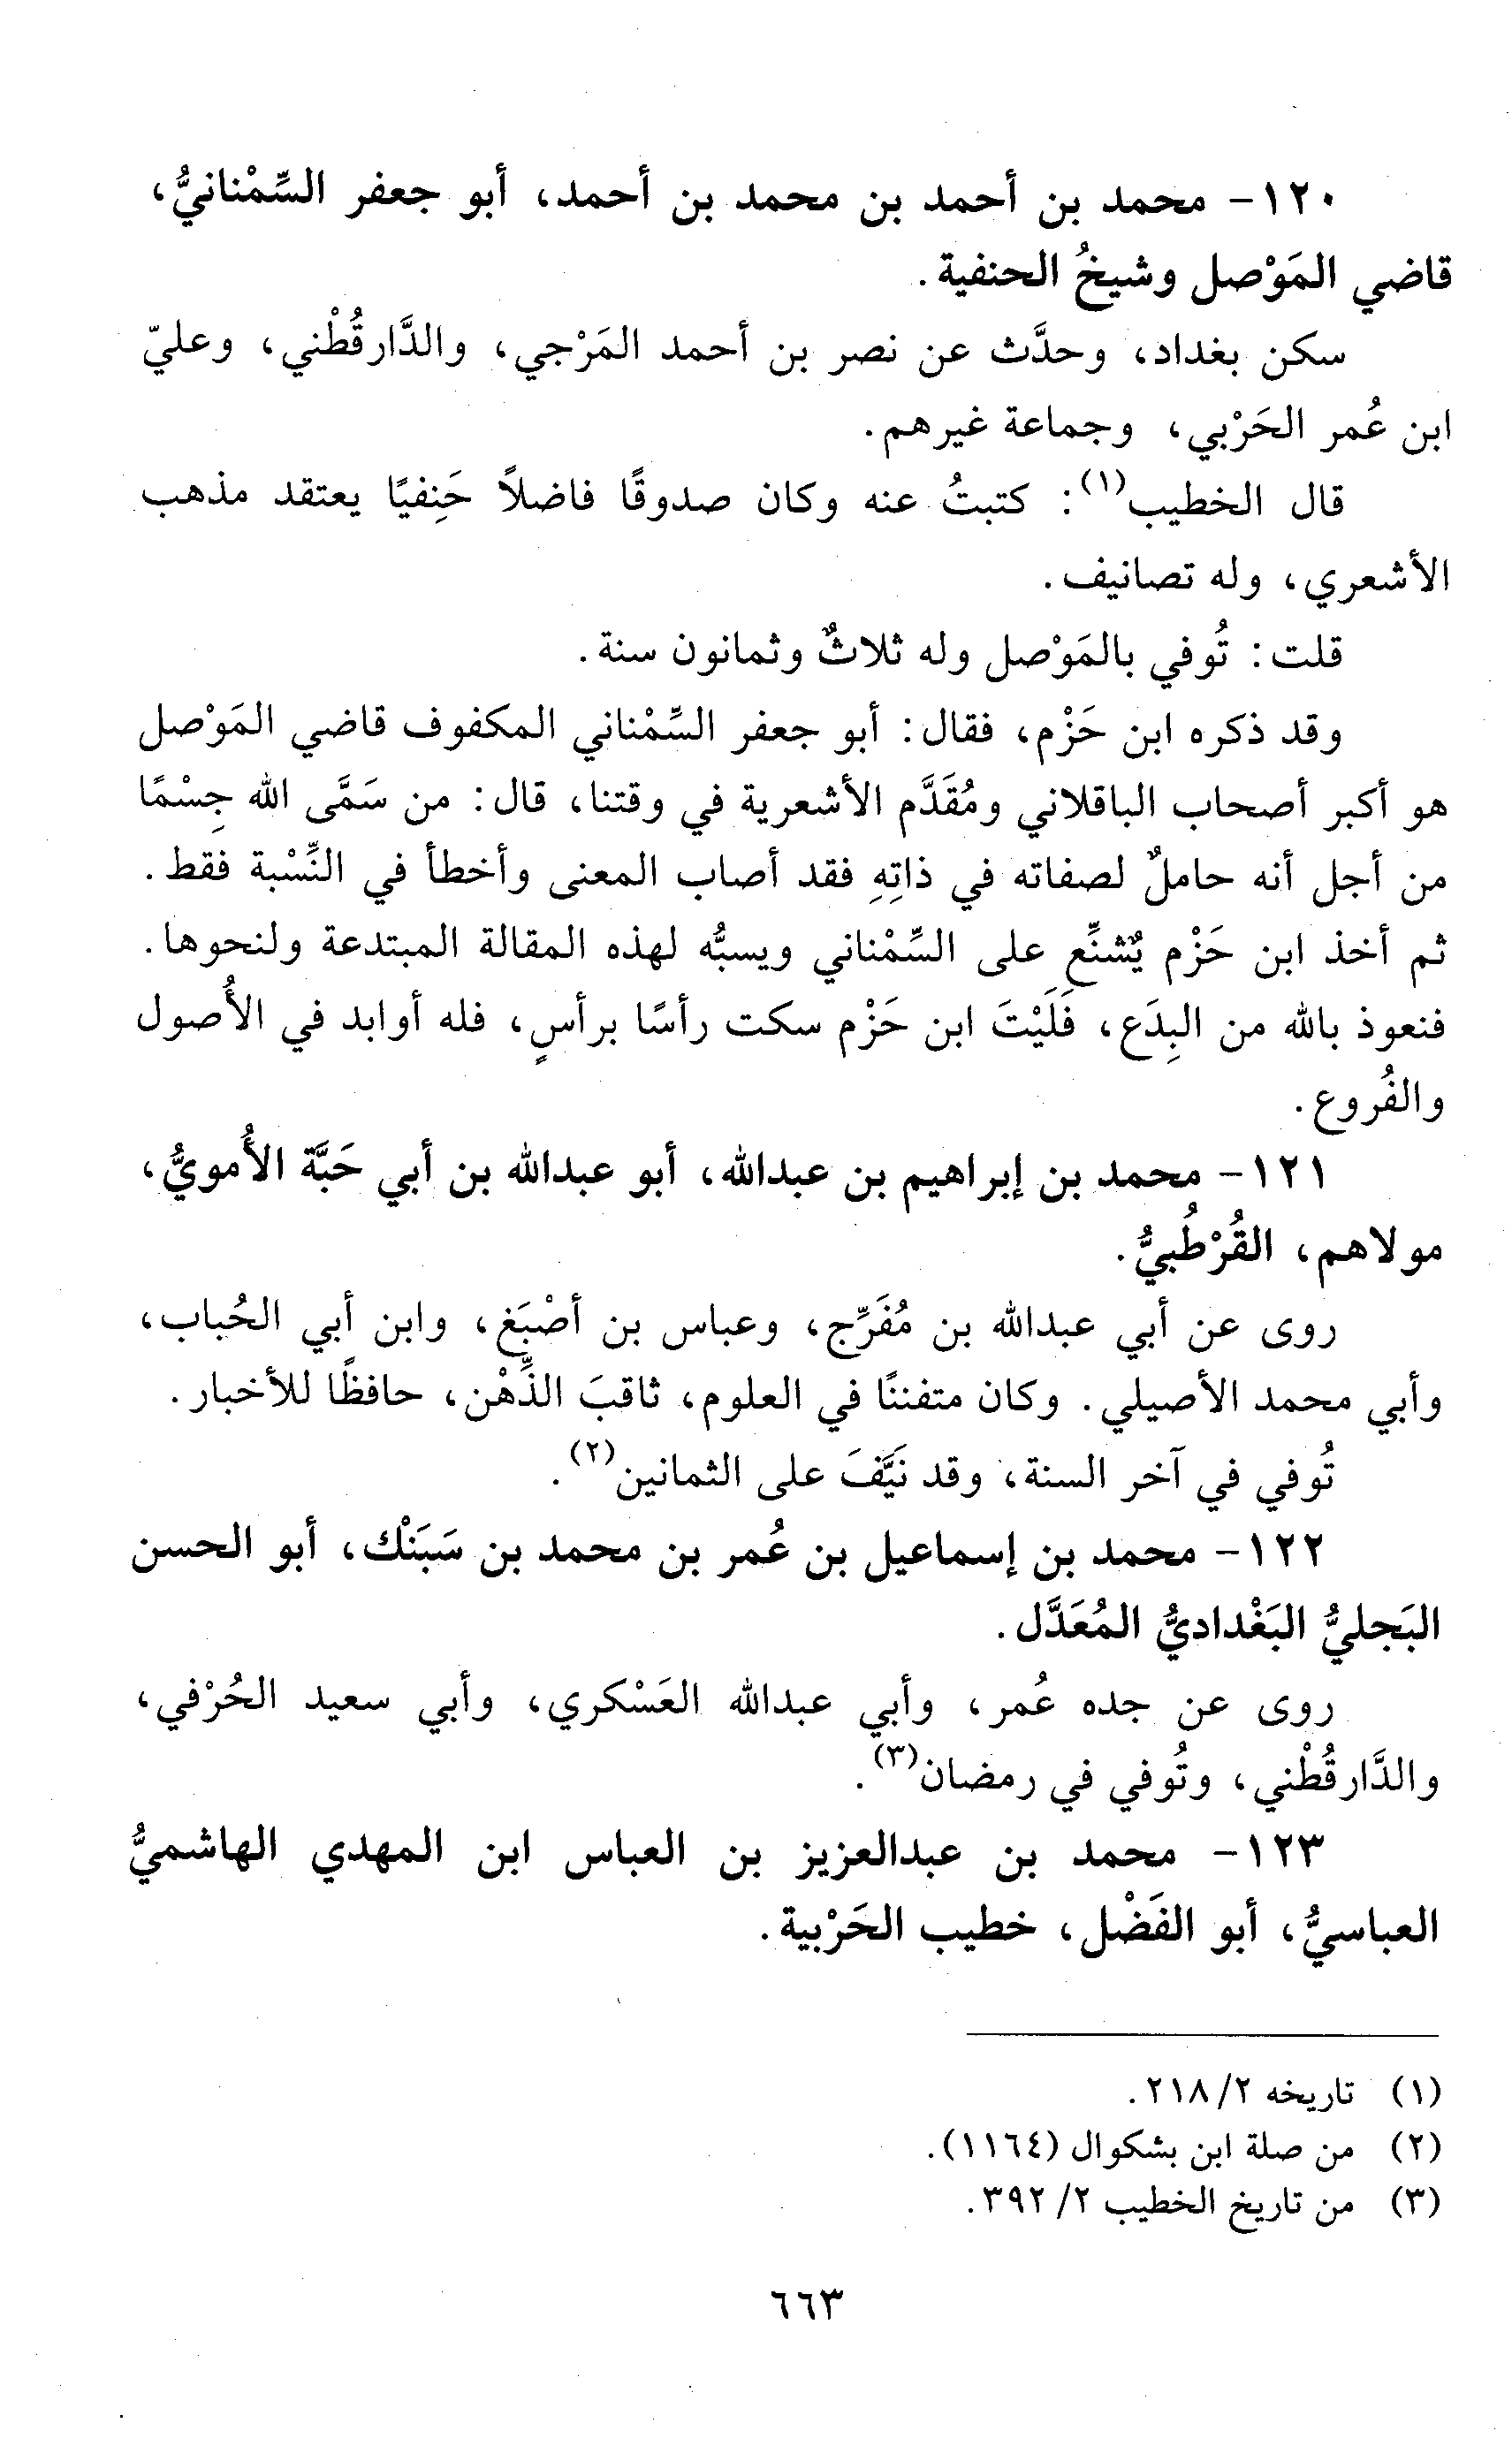 ١٢٠- محمد بن أحمد بن محمد بن أحمد، أبو جعفر السِّمْنانيُّ،
قاضي المَوْصل وشيخُ الحنفية.
سكن بغداد، وحدَّث عن نصر بن أحمد المَرْجي، والدَّارقُطْني، وعليّ
ابن عُمر الحَرْبي، وجماعة غيرهم.
قال الخطيب(١): كتبتُ عنه وكان صدوقًا فاضلاً حَنِفيًا يعتقد مذهب
الأشعري، وله تصانيف.
قلت: تُوفي بالمَوْصل وله ثلاثٌ وثمانون سنة.
وقد ذكره ابن حَزْم، فقال: أبو جعفر السِّمْناني المكفوف قاضي المَوْصل
هو أكبر أصحاب الباقلاني ومُقَدَّم الأشعرية في وقتنا، قال: من سَمَّى الله جِسْمًا
من أجل أنه حاملٌ لصفاته في ذاتِهِ فقد أصاب المعنى وأخطأ في النِّسْبة فقط.
ثم أخذ ابن حَزْم يُشنِّع على السِّمْناني ويسبُّه لهذه المقالة المبتدعة ولنحوها.
فنعوذ بالله من البِدَع، فَلَيْتَ ابن حَزْم سكت رأسًا برأسٍ، فله أوابد في الأُصول
والفُروع.
١٢١- محمد بن إبراهيم بن عبدالله، أبو عبدالله بن أبي حَبَّة الأُمويُّ،
مولاهم، القُرْطُبيُّ.
روى عن أبي عبدالله بن مُفَرِّج، وعباس بن أصْبَغ، وابن أبي الحُباب،
وأبي محمد الأصيلي. وكان متفننًا في العلوم، ثاقبَ الذِّهْن، حافظًا للأخبار.
تُوفي في آخر السنة، وقد نَيَّفَ على الثمانين(٢).
١٢٢- محمد بن إسماعيل بن عُمر بن محمد بن سَبَنْك، أبو الحسن
البَجليُّ البَغْداديُّ المُعَدَّل.
روى عن جده عُمر، وأبي عبدالله العَسْكري، وأبي سعيد الحُرْفي،
والدَّارقُطْني، وتُوفي في رمضان(٣).
١٢٣- محمد بن عبدالعزيز بن العباس ابن المهدي الهاشميُّ
العباسيُّ، أبو الفَضْل، خطيب الحَرْبية.
(١) تاريخه ٢/ ٢١٨.
(٢) من صلة ابن بشكوال (١١٦٤).
(٣) من تاريخ الخطيب ٢/ ٣٩٢.
٦٦٣